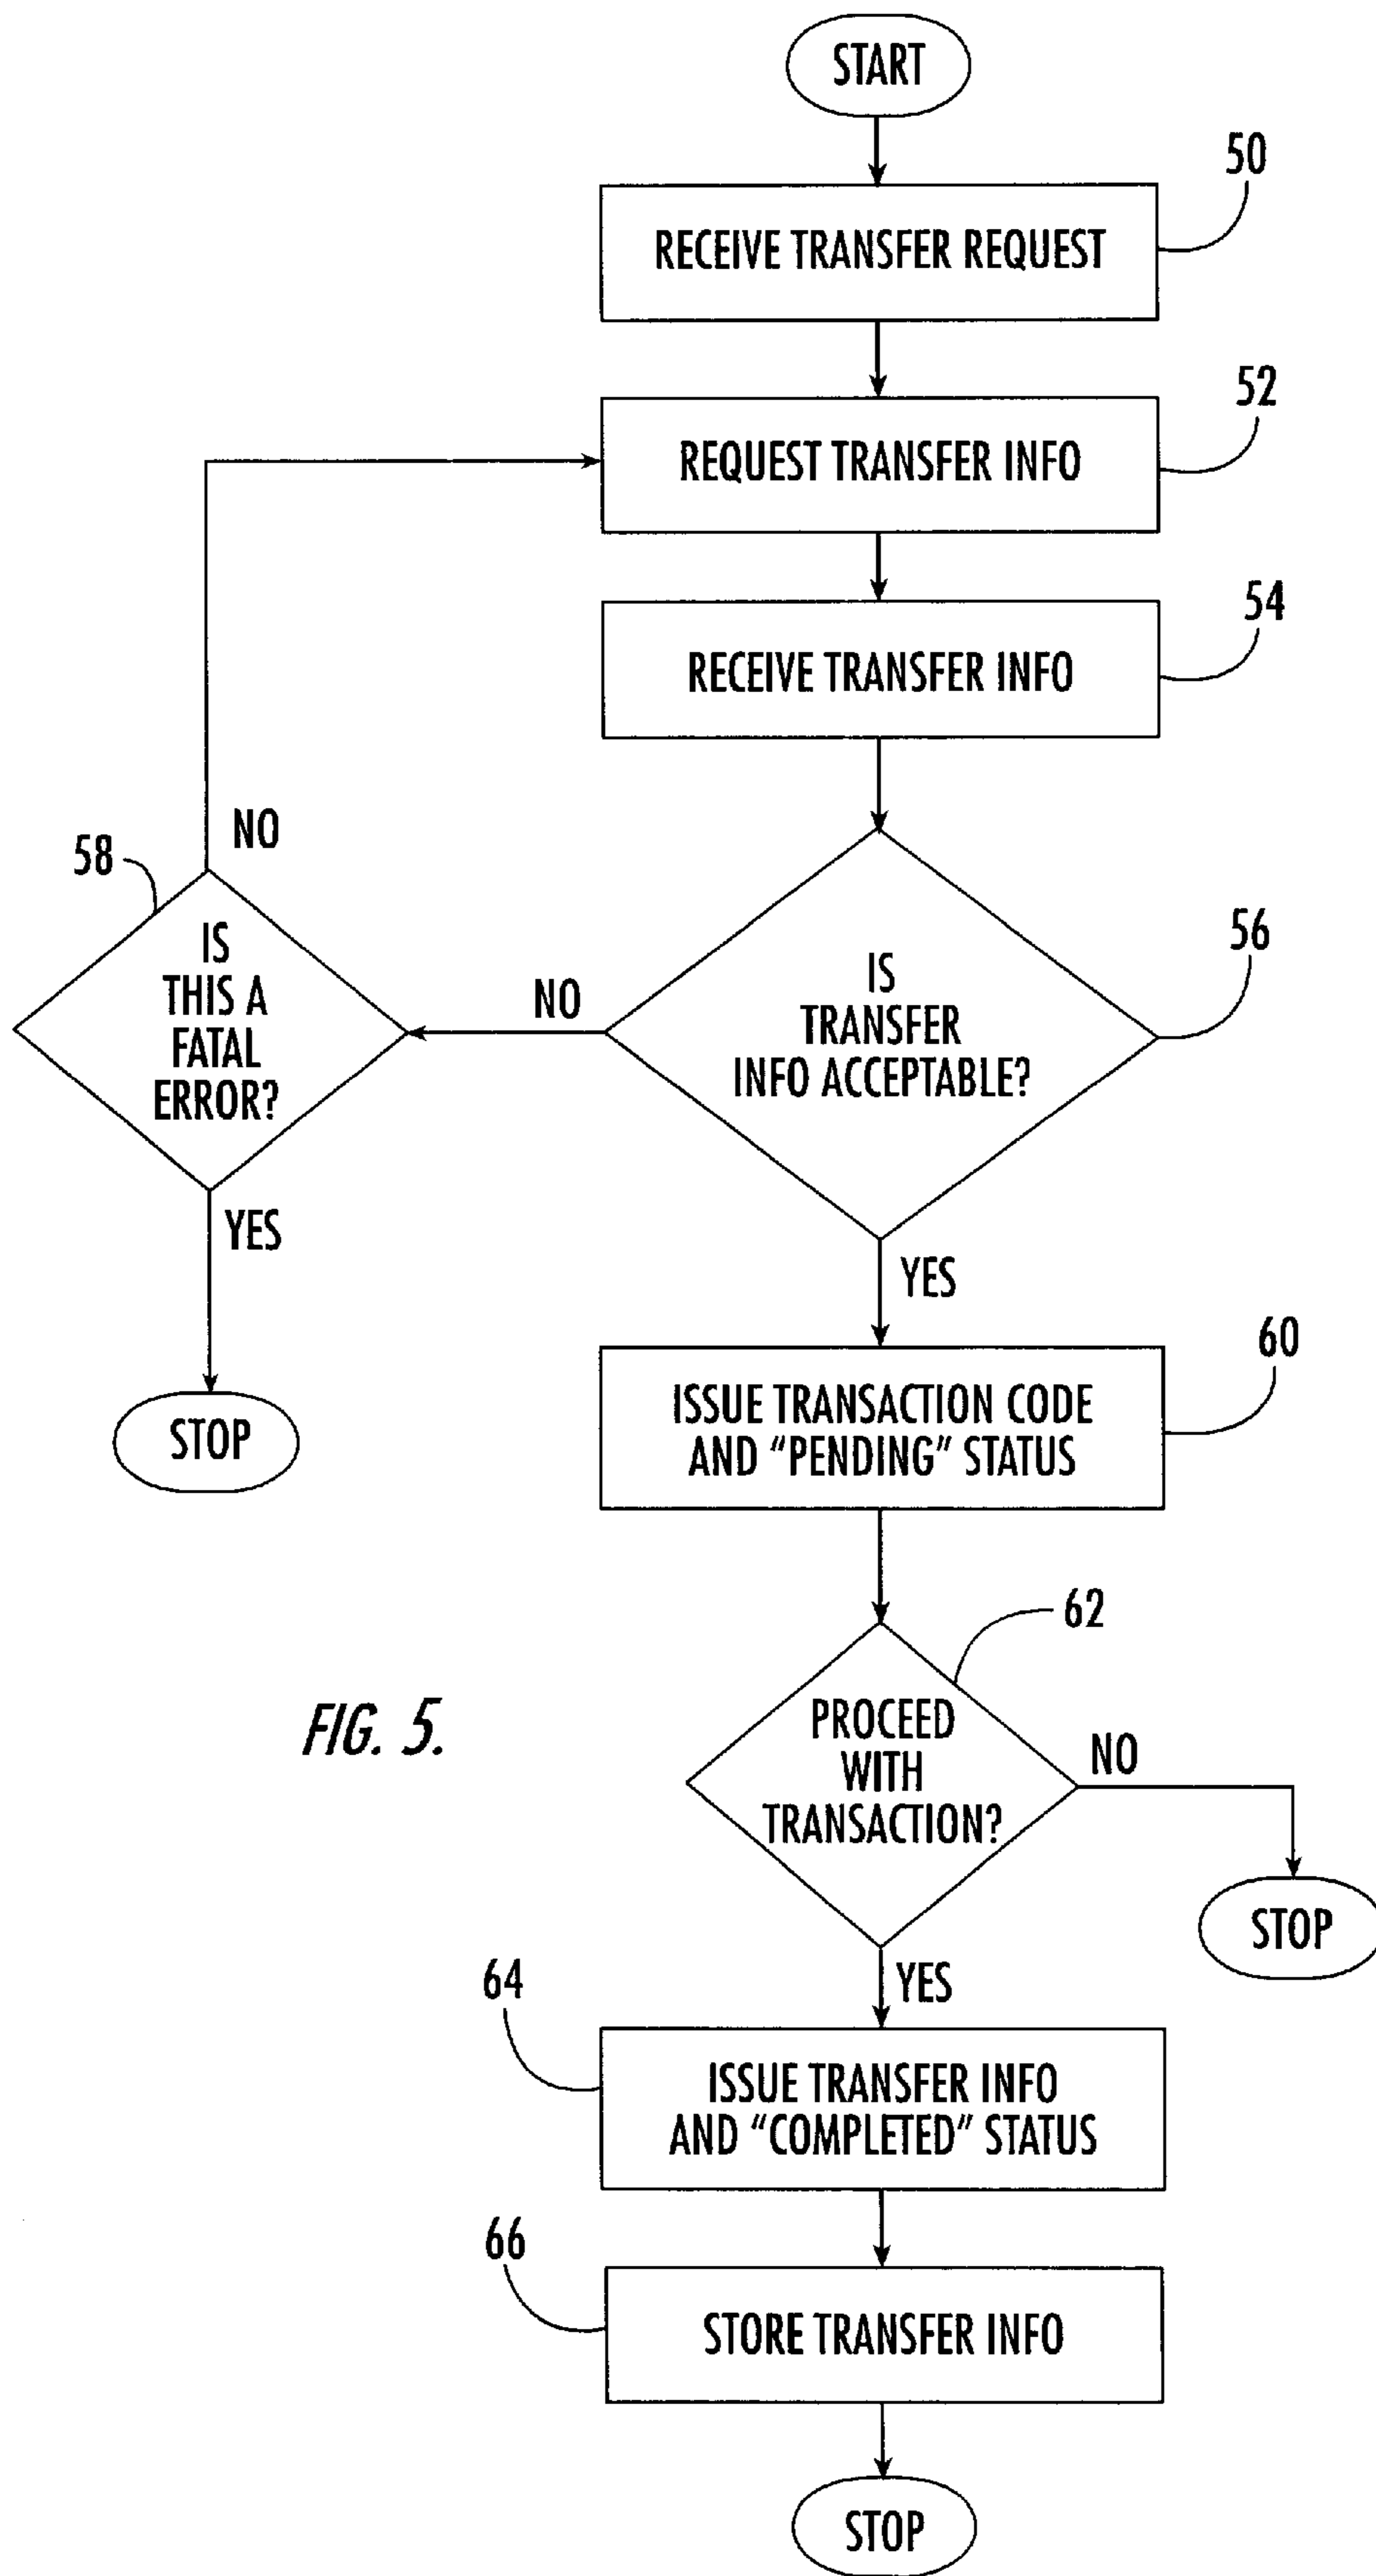 START
50
RECEIVE TRANSFER REQUEST
52
REQUEST TRANSFER INFO
54
RECEIVE TRANSFER INFO
NO
58
IS
THIS A
FATAL
ERROR?
NO
IS
TRANSFER
INFO ACCEPTABLE?
56
YES
STOP
YES
60
ISSUE TRANSACTION CODE
AND “PENDING” STATUS
62
PROCEED
WITH
TRANSACTION?
NO
STOP
FIG. 5.
YES
64
ISSUE TRANSFER INFO
AND “COMPLETED” STATUS
66
STORE TRANSFER INFO
STOP